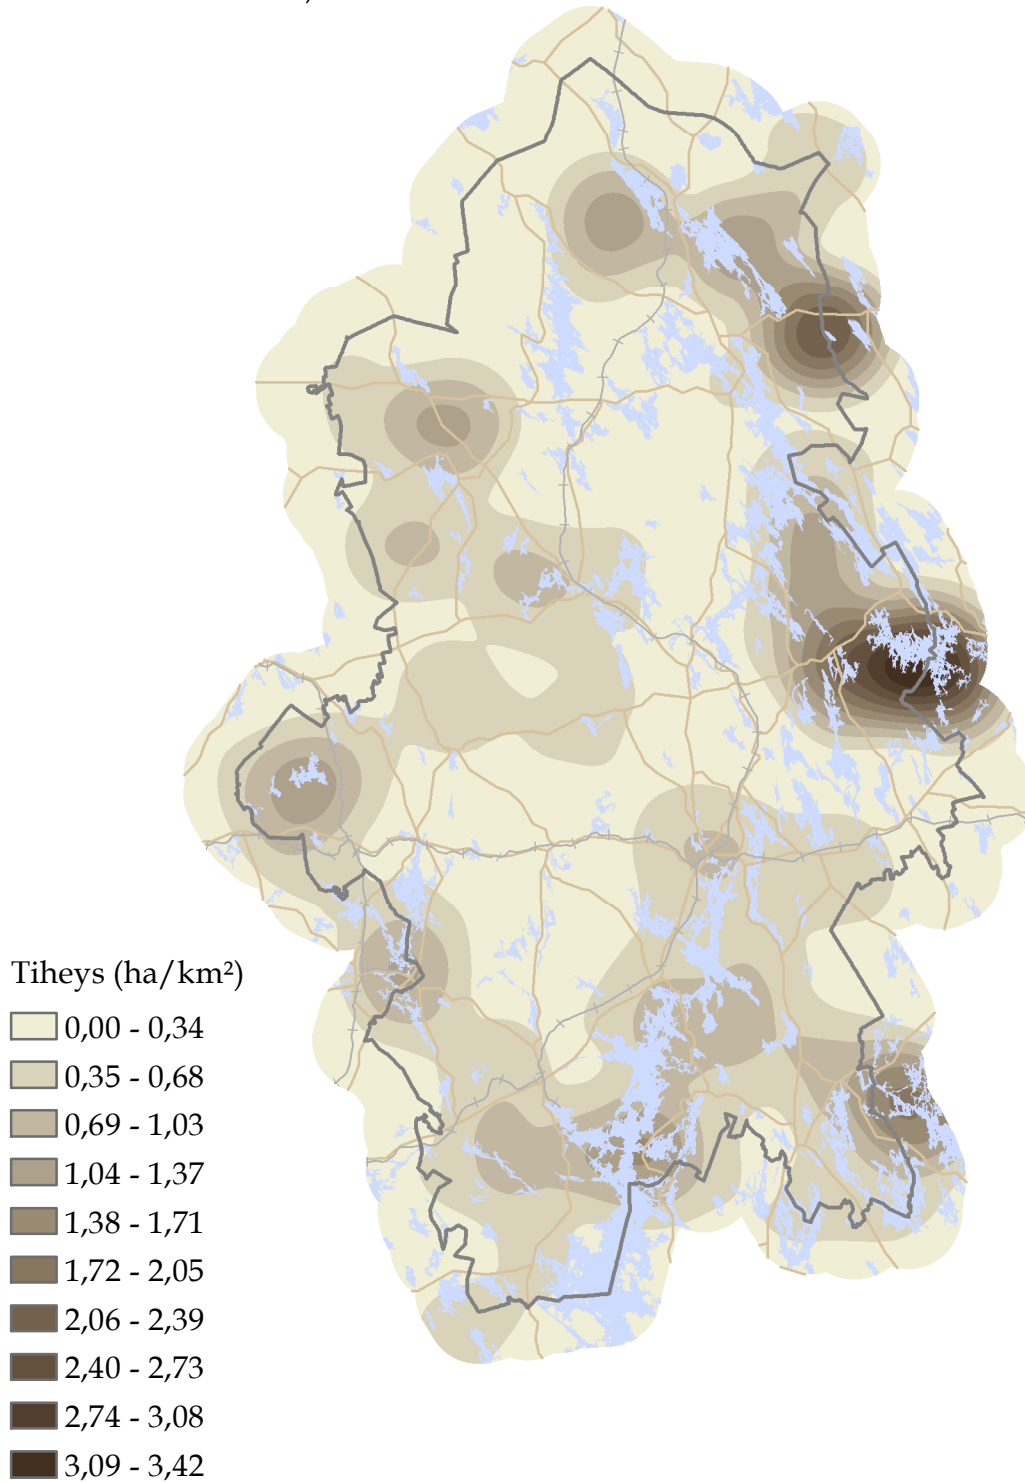 Tiheys (ha/km²)
0,00 - 0,34
0,35 - 0,68
0,69 - 1,03
1,04 - 1,37
1,38 - 1,71
1,72 - 2,05
2,06 - 2,39
2,40 - 2,73
2,74 - 3,08
3,09 - 3,42